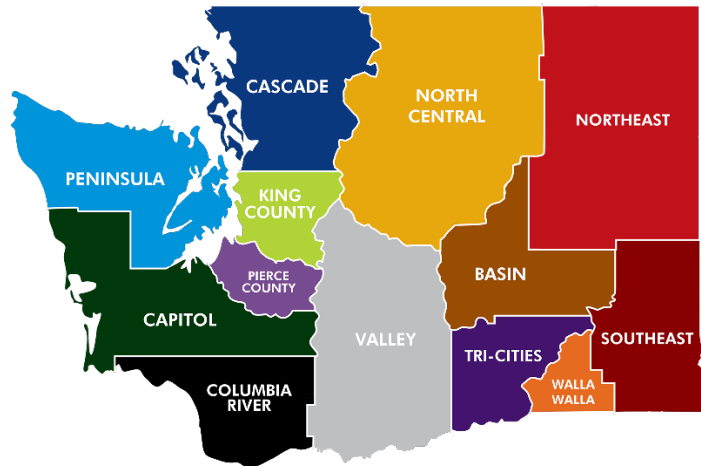 CASCADE
NORTH
CENTRAL
NORTHEAST
PENINSULA
KING
COUNTY
PIERCE
COUNTY
BASIN
CAPITOL
VALLEY
TRI-CITIES
SOUTHEAST
COLUMBIA
RIVER
WALLA
WALLA